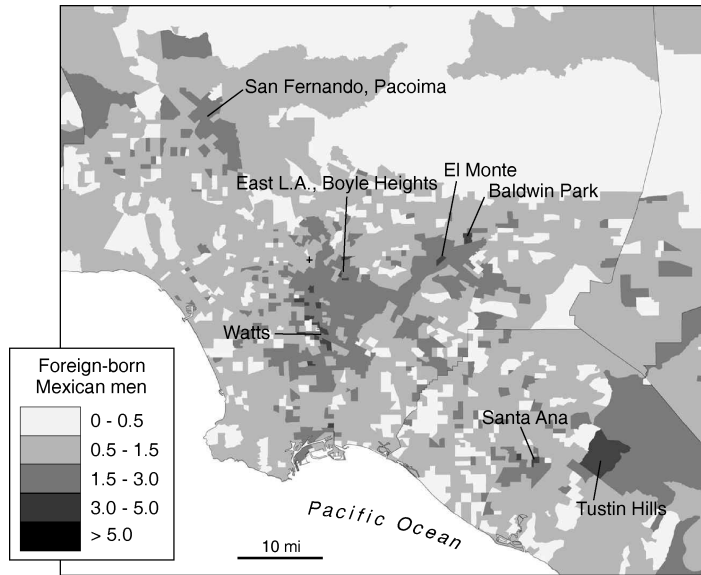 San Fernando, Pacoima
El Monte
East L.A., Boyle Heights
Baldwin Park
Watts
Foreign-born
Mexican men
0 - 0.5
0.5 - 1.5
1.5 - 3.0
3.0 - 5.0
> 5.0
Santa Ana
Tustin Hills
Pacific Ocean
10 mi